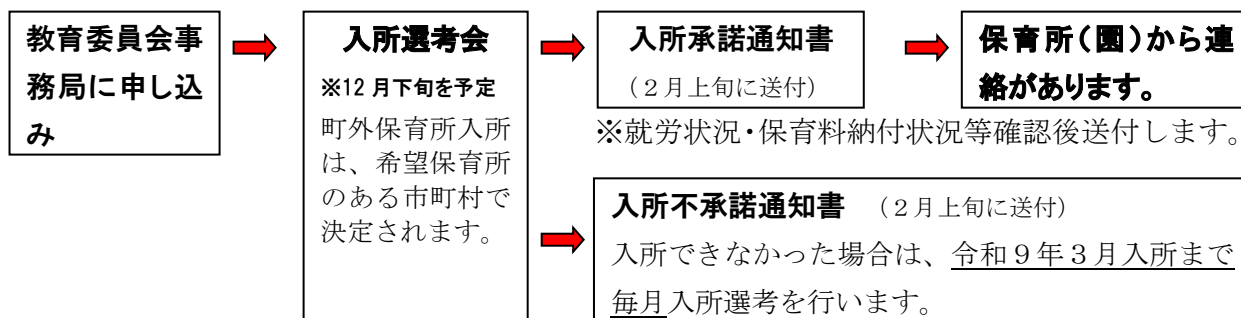 教育委員会事
務局に申し込
み
入所選考会
※12月下旬を予定
町外保育所入所
は、希望保育所
のある市町村で
決定されます。
入所承諾通知書
（２月上旬に送付）
保育所（園）から連
絡があります。
※就労状況・保育料納付状況等確認後送付します。
入所不承諾通知書 （２月上旬に送付）
入所できなかった場合は、令和９年３月入所まで
毎月入所選考を行います。